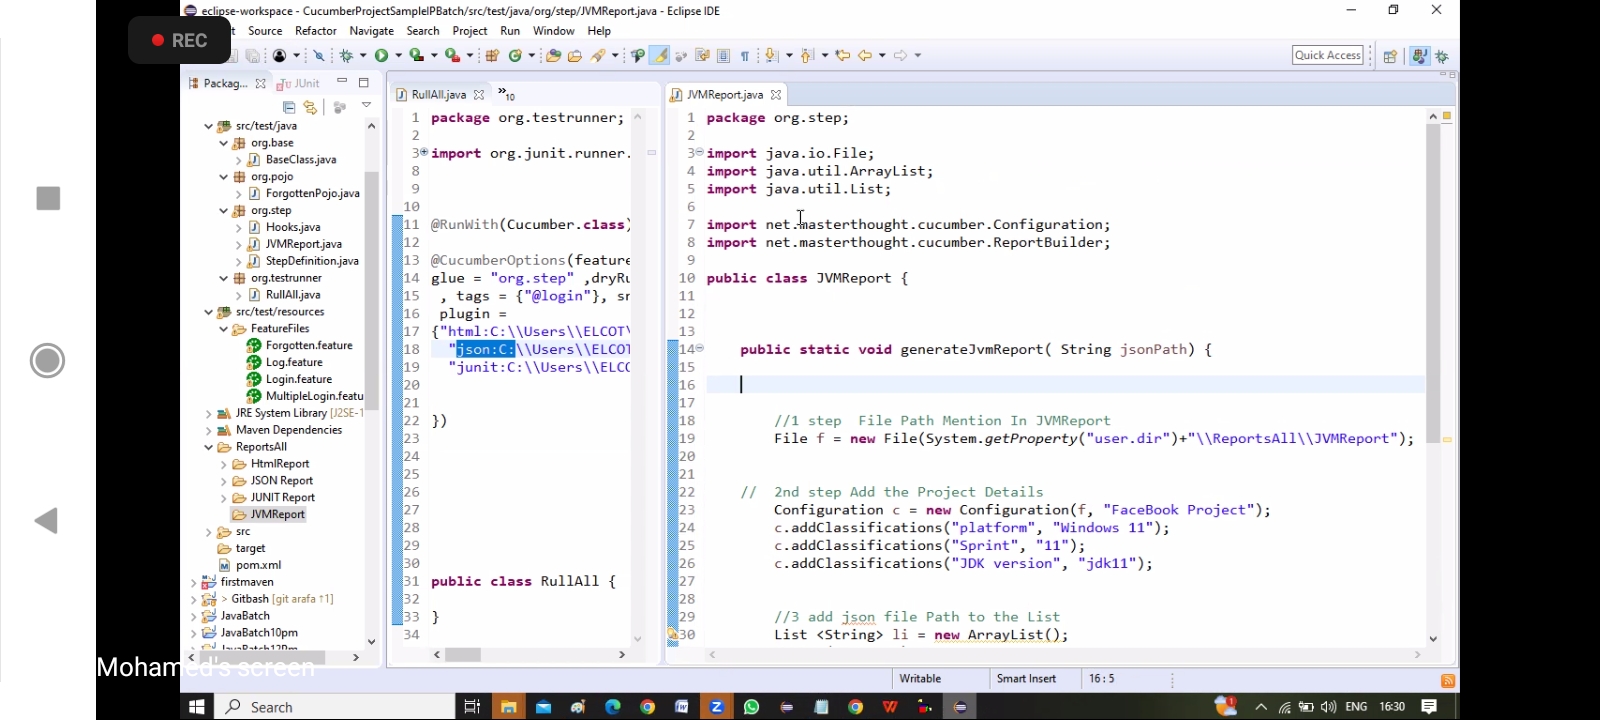 eclipse-workspace - CucumberProjectSampleIPBatch/src/test/java/org/step/JVMReport.java - Eclipse IDE
REC
Source Refactor Navigate Search Project Run Window Help
Quick Access
Packag...
JUnit
src/test/java
org.base
BaseClass.java
org.pojo
ForgottenPojo.java
org.step
Hooks.java
JVMReport.java
StepDefinition.java
org.testrunner
RullAll.java
src/test/resources
FeatureFiles
Forgotten.feature
Log.feature
Login.feature
MultipleLogin.featu
JRE System Library [J2SE-1
Maven Dependencies
ReportsAll
HtmlReport
JSON Report
JUNIT Report
JVMReport
src
target
pom.xml
firstmaven
> Gitbash [git arafa ↑1]
JavaBatch
JavaBatch10pm
JavaBatch12Pm
RullAll.java
»10
1 package org.testrunner;
2
3 import org.junit.runner.
8
9
10
11 @RunWith(Cucumber.class)
12
13 @CucumberOptions(feature
14 glue = "org.step" ,dryRu
15 , tags = {"@login"}, sn
16 plugin =
17 {"html:C:\\Users\\ELCOT\
18 "json:C:\\Users\\ELCOT
19 "junit:C:\\Users\\ELCO
20
21
22 })
23
24
25
26
27
28
29
30
31 public class RullAll {
32
33 }
34
JVMReport.java
1 package org.step;
2
3 import java.io.File;
4 import java.util.ArrayList;
5 import java.util.List;
6
7 import net.masterthought.cucumber.Configuration;
8 import net.masterthought.cucumber.ReportBuilder;
9
10 public class JVMReport {
11
12
13
14 public static void generateJvmReport( String jsonPath) {
15
16
17
18 //1 step  File Path Mention In JVMReport
19 File f = new File(System.getProperty("user.dir")+"\\ReportsAll\\JVMReport");
20
21
22 //  2nd step Add the Project Details
23 Configuration c = new Configuration(f, "FaceBook Project");
24 c.addClassifications("platform", "Windows 11");
25 c.addClassifications("Sprint", "11");
26 c.addClassifications("JDK version", "jdk11");
27
28
29 //3 add json file Path to the List
30 List <String> li = new ArrayList();
Mohamed's screen
Writable
Smart Insert
16 : 5
Search
ENG
16:30